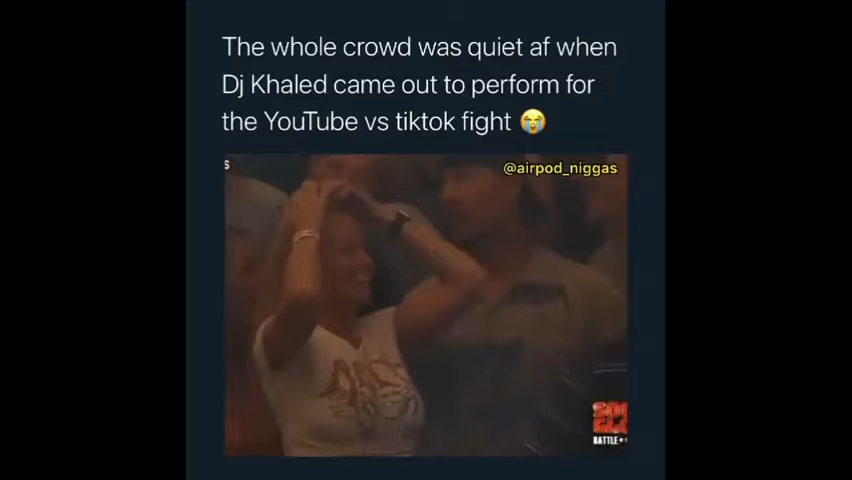 The whole crowd was quiet af when
Dj Khaled came out to perform for
the YouTube vs tiktok fight 😭
S
@airpod_niggas
BATTLE